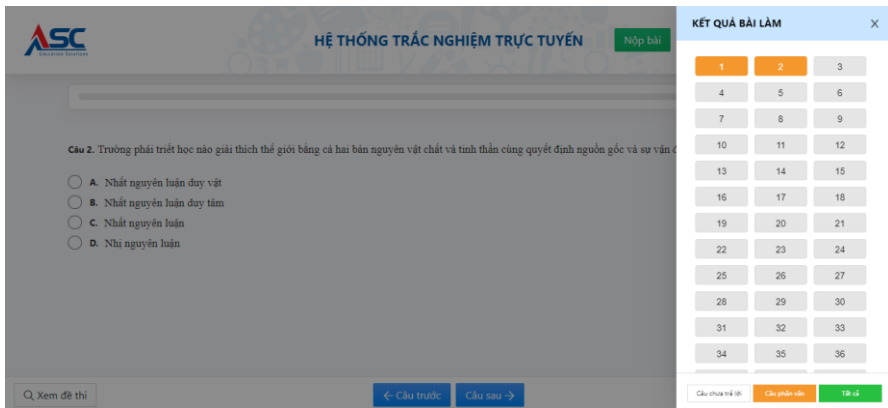 ASC
Education Solutions
HỆ THỐNG TRẮC NGHIỆM TRỰC TUYẾN
Nộp bài
KẾT QUẢ BÀI LÀM
X
1 2 3
4 5 6
7 8 9
10 11 12
13 14 15
16 17 18
19 20 21
22 23 24
25 26 27
28 29 30
31 32 33
34 35 36
Câu 2. Trường phái triết học nào giải thích thế giới bằng cả hai bản nguyên vật chất và tinh thần cùng quyết định nguồn gốc và sự vận
A. Nhất nguyên luận duy vật
B. Nhất nguyên luận duy tâm
C. Nhất nguyên luận
D. Nhị nguyên luận
Xem đề thi
← Câu trước
Câu sau →
Câu chưa trả lời
Câu phân vân
Tất cả